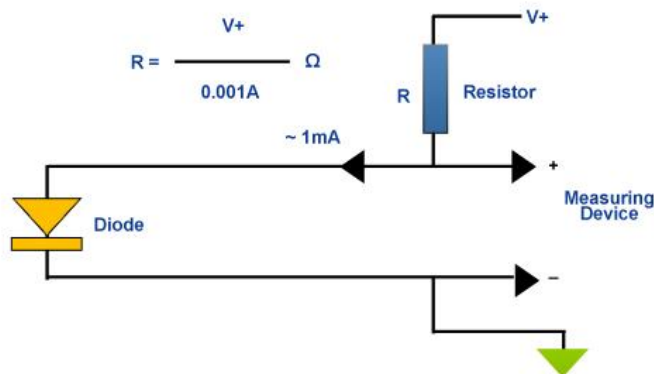 V+
R = Ω
0.001A
V+
R
Resistor
~ 1mA
+
Diode
Measuring
Device
–